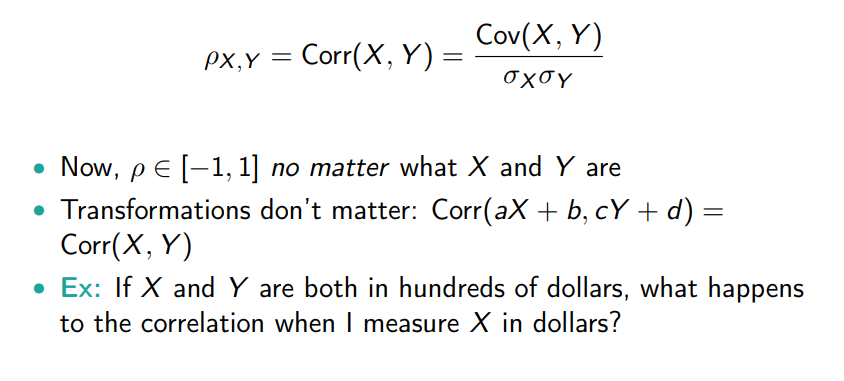 ρX,Y = Corr(X, Y) = Cov(X, Y) / σXσY
• Now, ρ ∈ [−1, 1] no matter what X and Y are
• Transformations don't matter: Corr(aX + b, cY + d) =
Corr(X, Y)
• Ex: If X and Y are both in hundreds of dollars, what happens
to the correlation when I measure X in dollars?